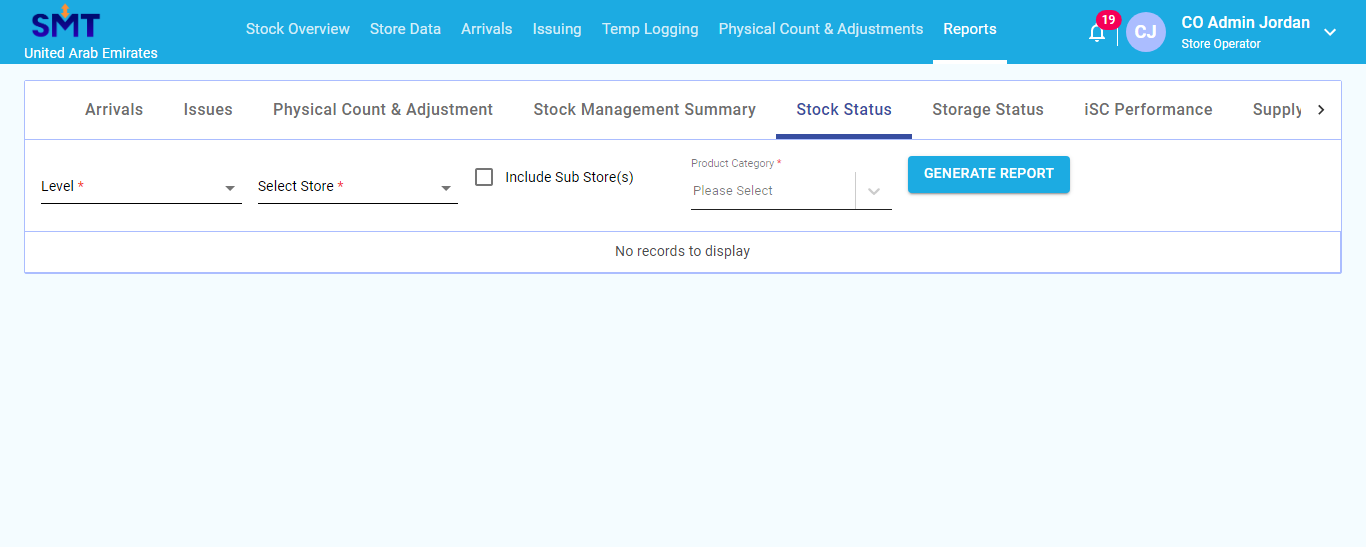 SMT
United Arab Emirates
Stock Overview
Store Data
Arrivals
Issuing
Temp Logging
Physical Count & Adjustments
Reports
19
CJ
CO Admin Jordan
Store Operator
Arrivals
Issues
Physical Count & Adjustment
Stock Management Summary
Stock Status
Storage Status
iSC Performance
Supply
Level *
Select Store *
Include Sub Store(s)
Product Category *
Please Select
GENERATE REPORT
No records to display